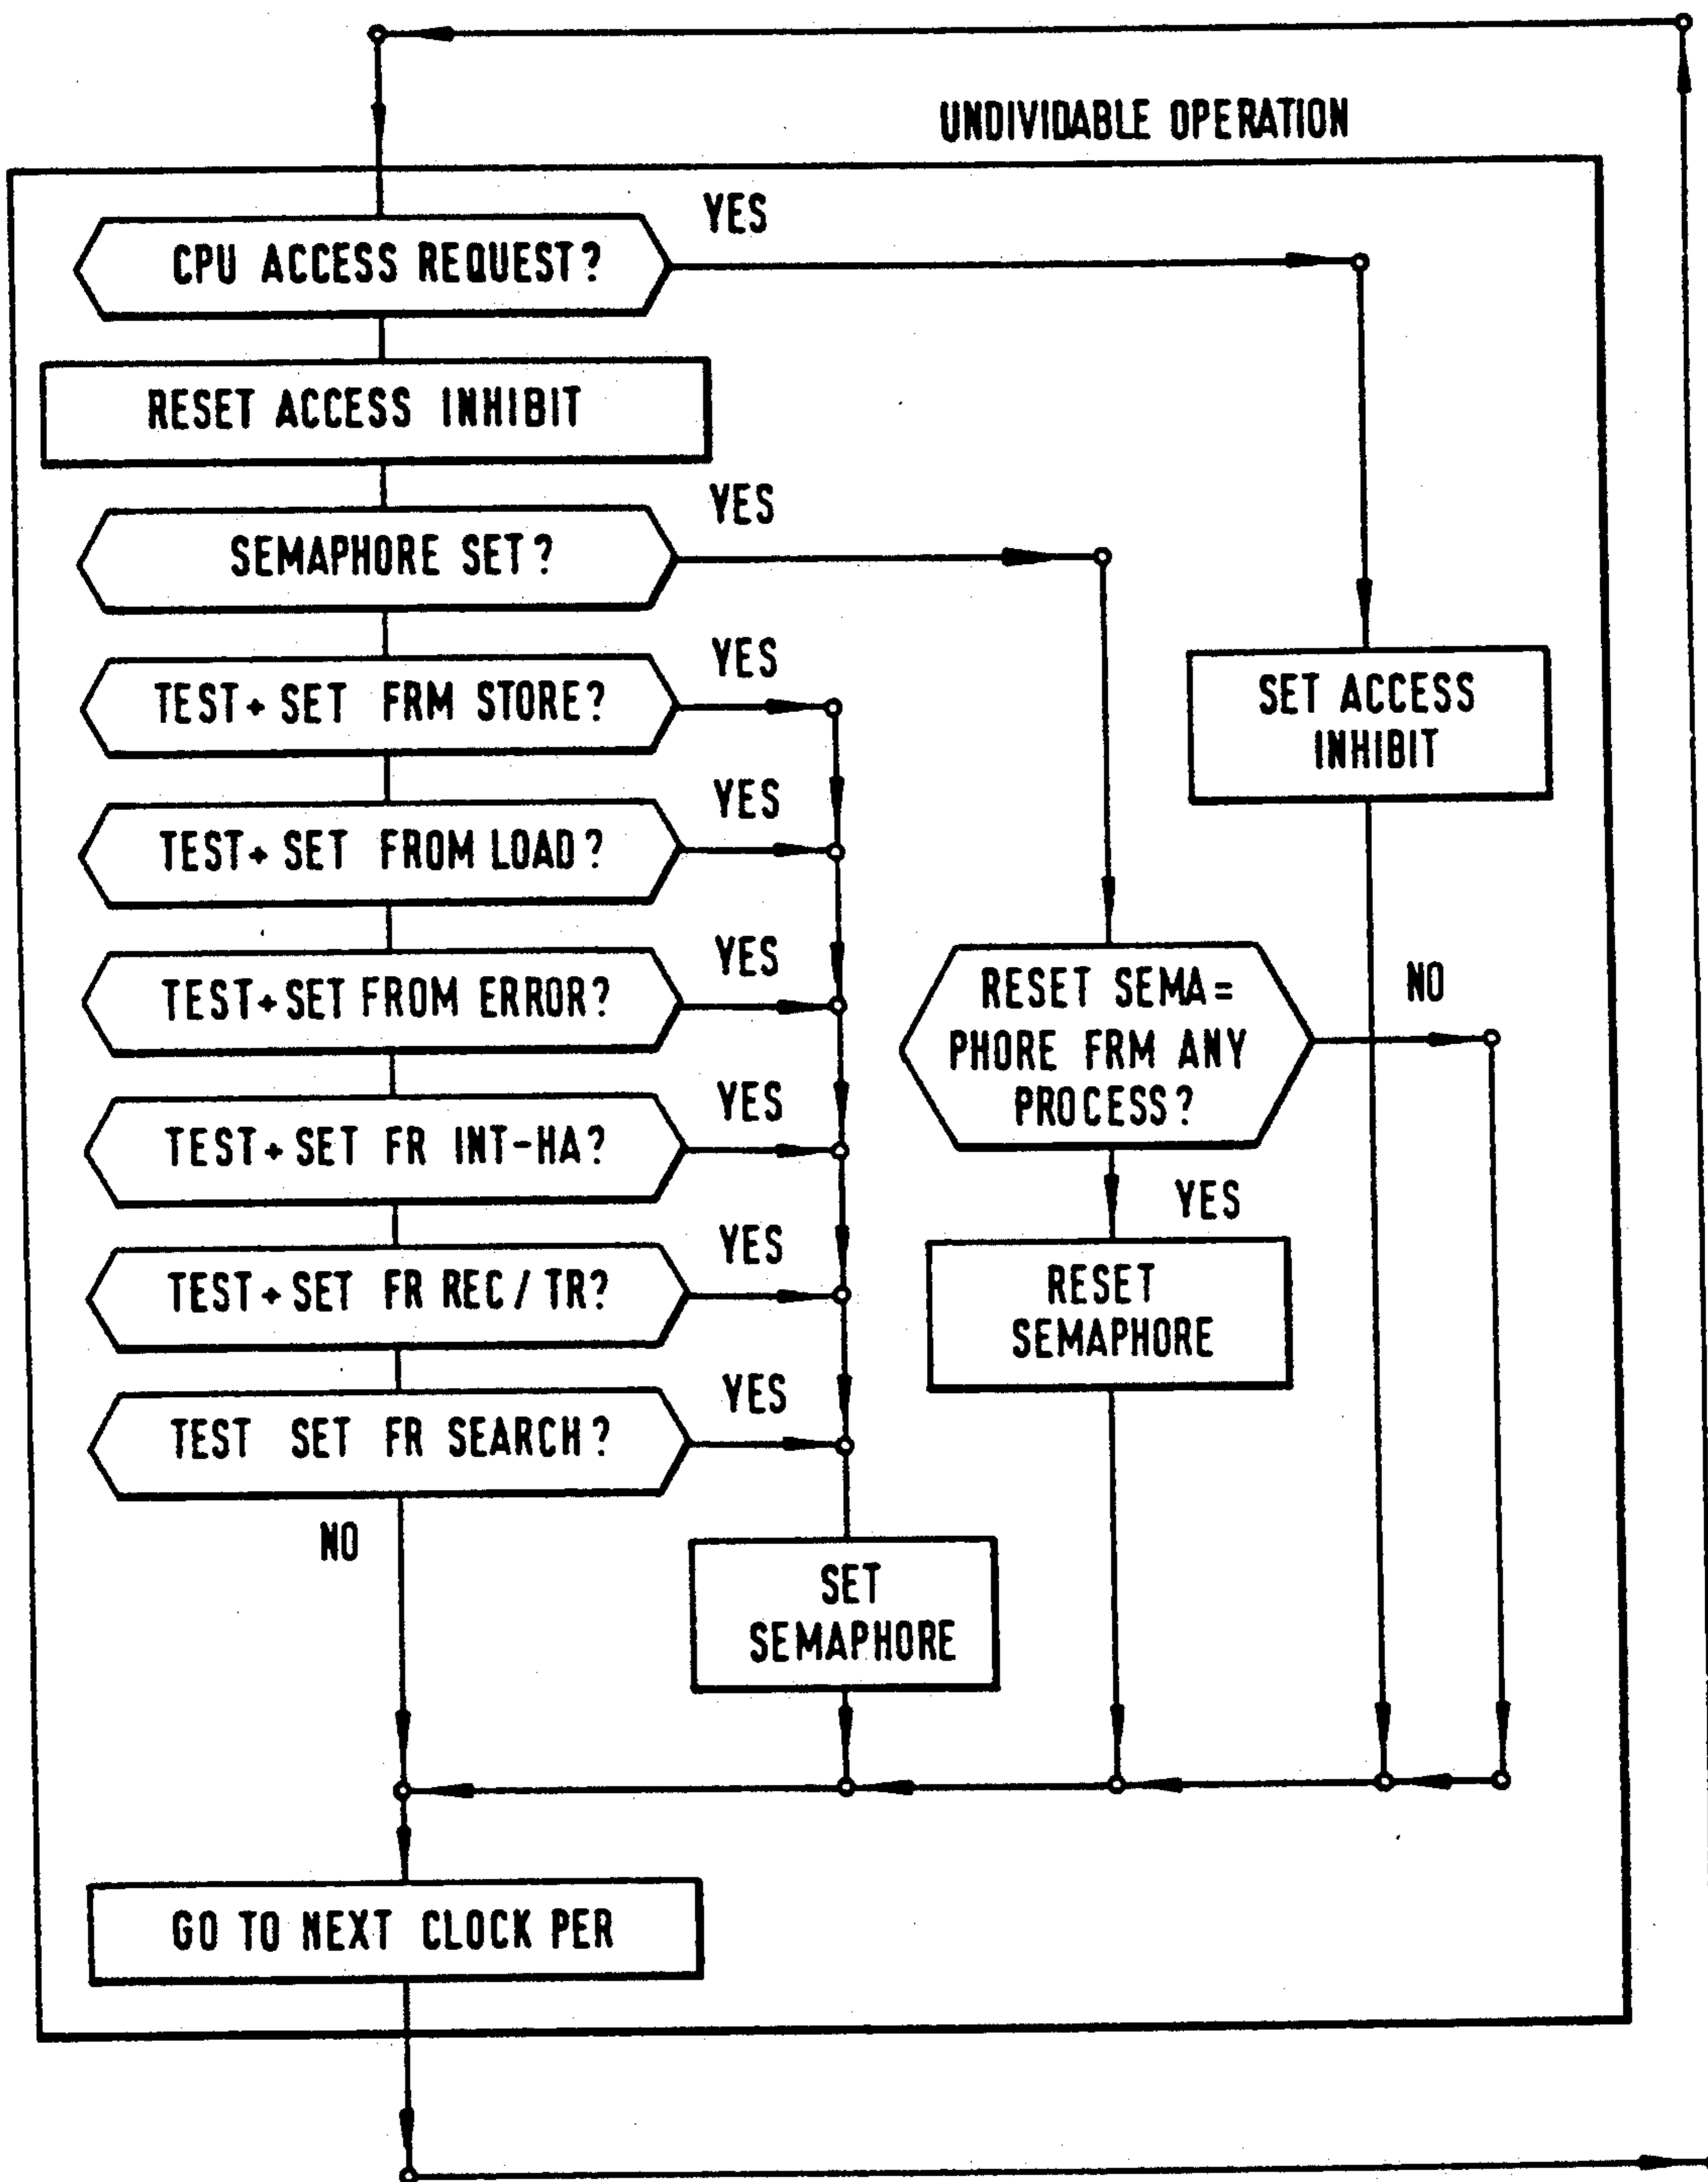 UNDIVIDABLE OPERATION
CPU ACCESS REQUEST?
YES
RESET ACCESS INHIBIT
SEMAPHORE SET?
YES
TEST+ SET FRM STORE?
YES
SET ACCESS
INHIBIT
TEST+ SET FROM LOAD?
YES
TEST+SET FROM ERROR?
YES
RESET SEMA=
PHORE FRM ANY
PROCESS?
NO
TEST+ SET FR INT-HA?
YES
YES
TEST+ SET FR REC / TR?
YES
RESET
SEMAPHORE
TEST SET FR SEARCH?
YES
NO
SET
SEMAPHORE
GO TO NEXT CLOCK PER